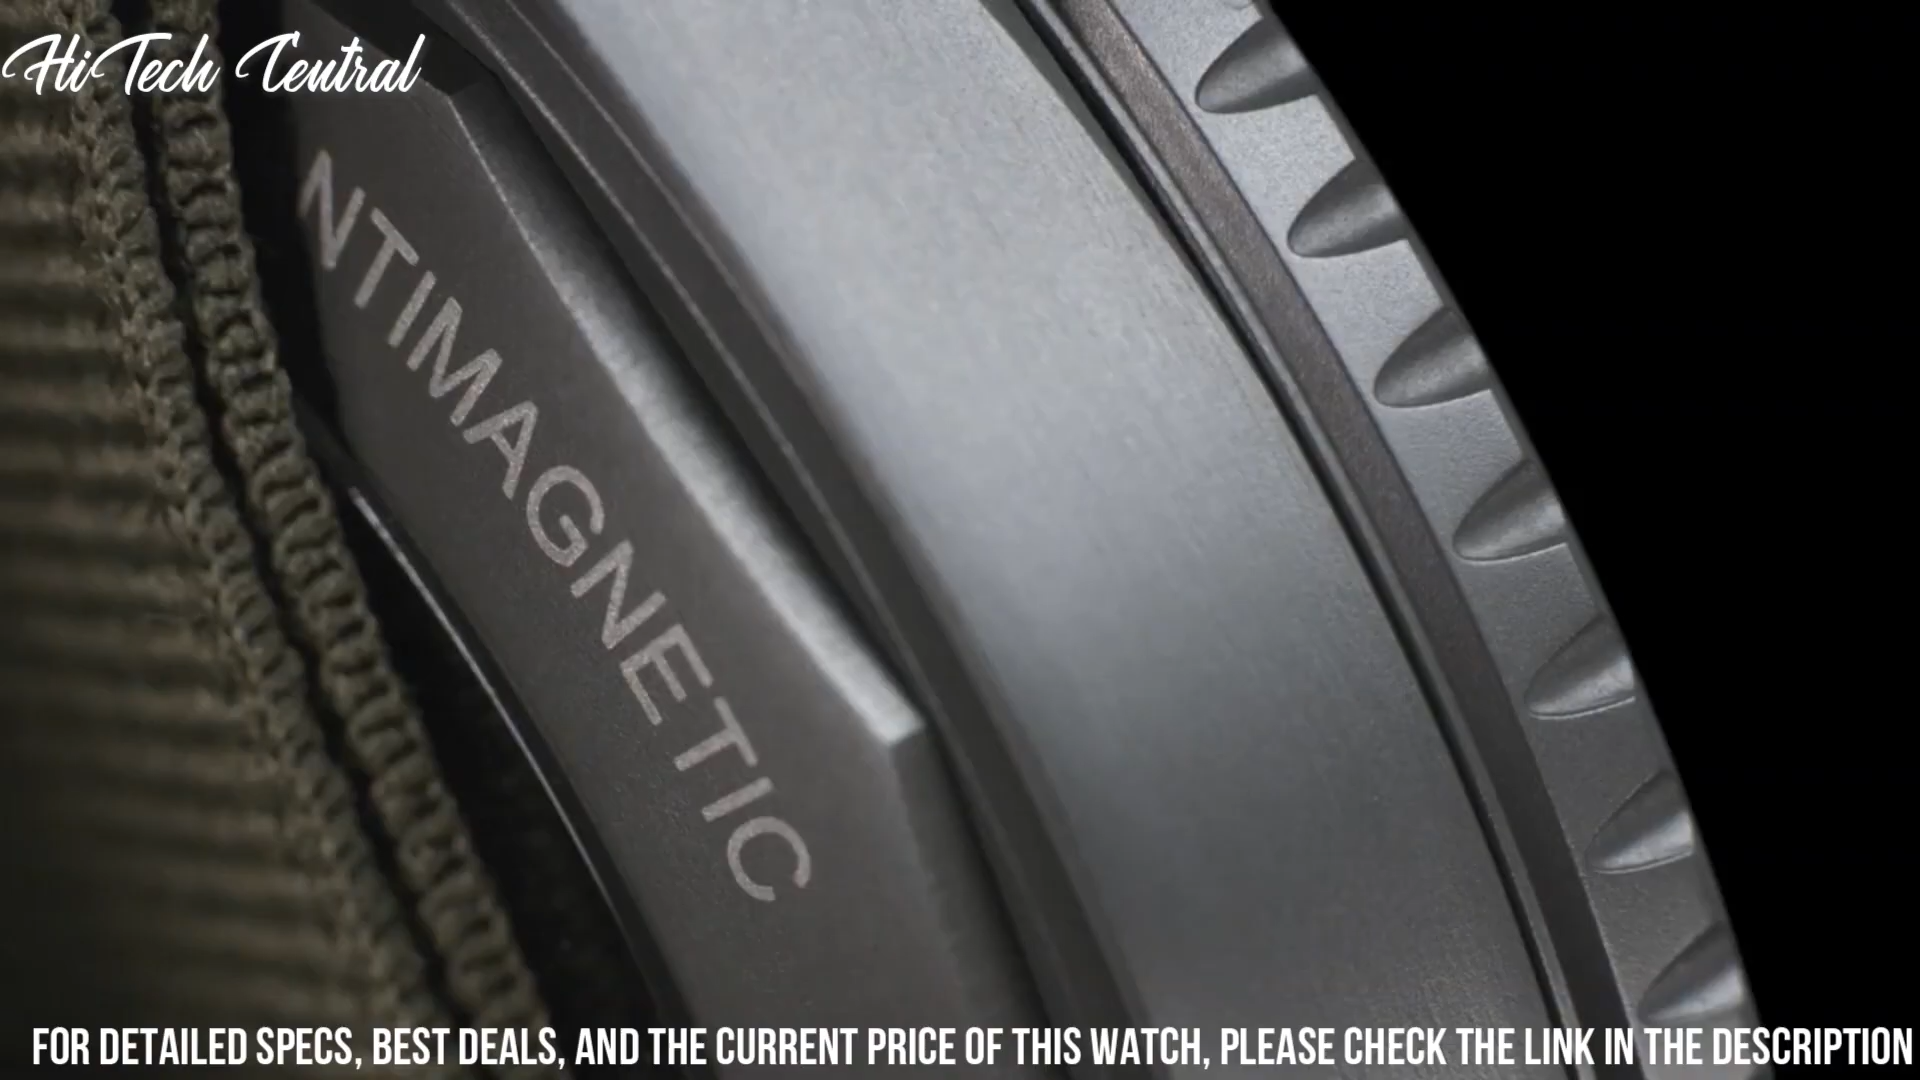 Hi Tech Central
NTIMAGNETIC
FOR DETAILED SPECS, BEST DEALS, AND THE CURRENT PRICE OF THIS WATCH, PLEASE CHECK THE LINK IN THE DESCRIPTION